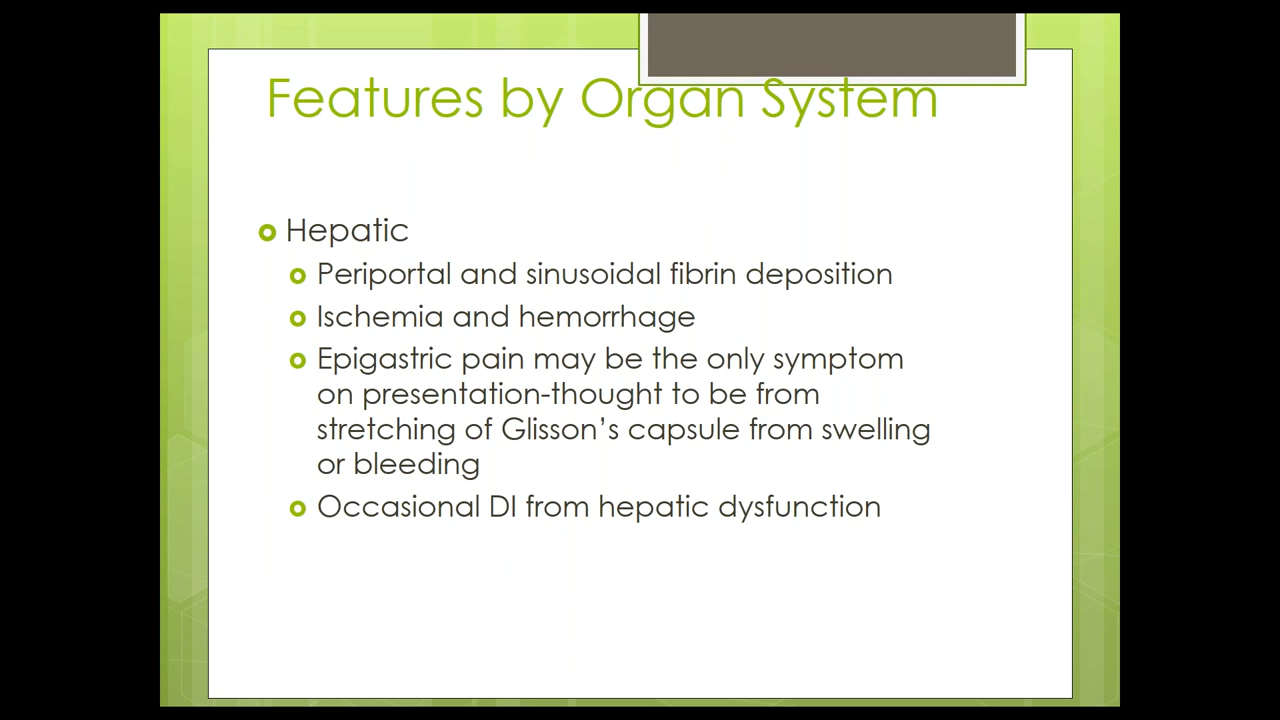 Features by Organ System
Hepatic
Periportal and sinusoidal fibrin deposition
Ischemia and hemorrhage
Epigastric pain may be the only symptom
on presentation-thought to be from
stretching of Glisson’s capsule from swelling
or bleeding
Occasional DI from hepatic dysfunction